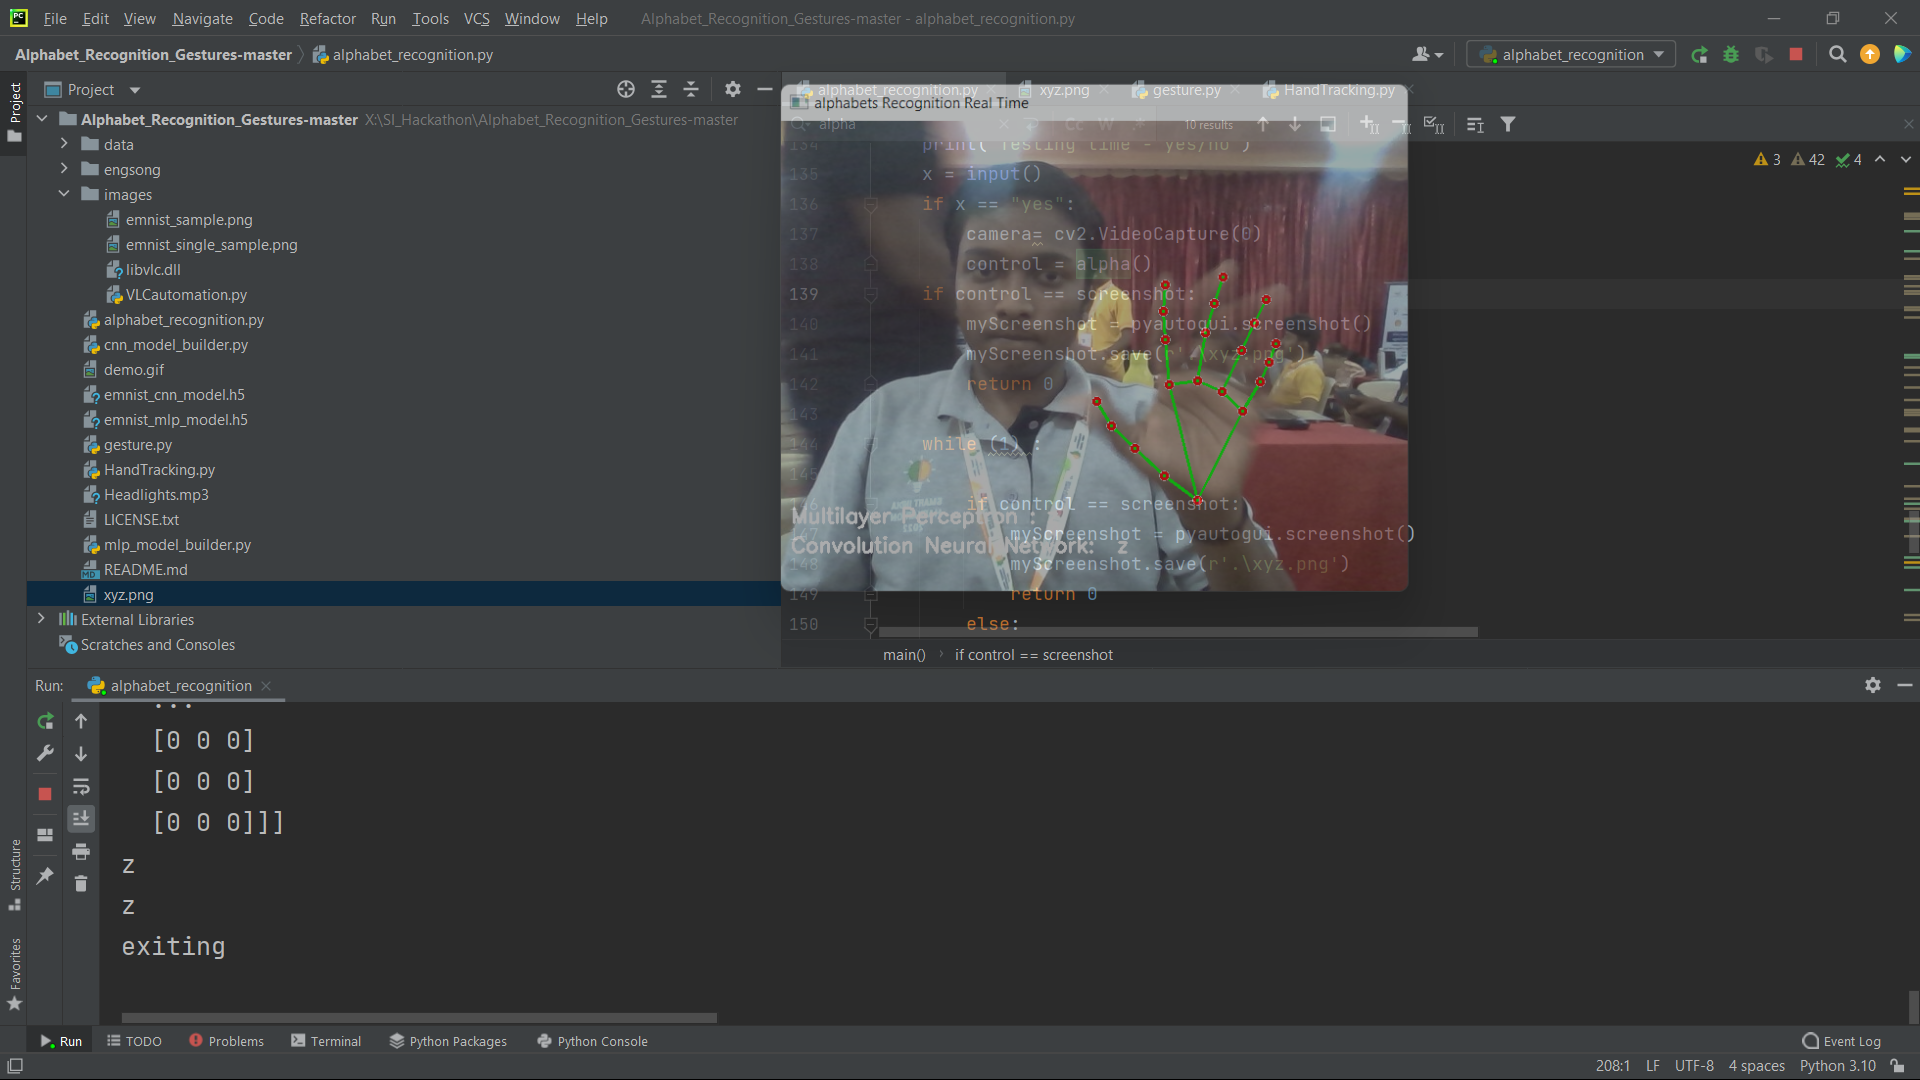 PC File Edit View Navigate Code Refactor Run Tools VCS Window Help Alphabet_Recognition_Gestures-master - alphabet_recognition.py
Alphabet_Recognition_Gestures-master alphabet_recognition.py alphabet_recognition
Project
Project
Alphabet_Recognition_Gestures-master X:\SI_Hackathon\Alphabet_Recognition_Gestures-master
data
engsong
images
emnist_sample.png
emnist_single_sample.png
libvlc.dll
VLCautomation.py
alphabet_recognition.py
cnn_model_builder.py
demo.gif
emnist_cnn_model.h5
emnist_mlp_model.h5
gesture.py
HandTracking.py
Headlights.mp3
LICENSE.txt
mlp_model_builder.py
README.md
xyz.png
External Libraries
Scratches and Consoles
alphabet_recognition.py xyz.png gesture.py HandTracking.py
alphabets Recognition Real Time
alpha Cc W 10 results
3 42 4
134 print("Testing time - yes/no")
135 x = input()
136 if x == "yes":
137 camera= cv2.VideoCapture(0)
138 control = alpha()
139 if control == screenshot:
140 myScreenshot = pyautogui.screenshot()
141 myScreenshot.save(r'.\xyz.png')
142 return 0
143
144 while (1) :
145
146 if control == screenshot:
147 myScreenshot = pyautogui.screenshot()
148 myScreenshot.save(r'.\xyz.png')
149 return 0
150 else:
Multilayer Perceptron :
Convolution Neural Network: z
main() if control == screenshot
Run: alphabet_recognition
...
[0 0 0]
[0 0 0]
[0 0 0]]]
z
z
exiting
Structure
Favorites
Run TODO Problems Terminal Python Packages Python Console Event Log
208:1 LF UTF-8 4 spaces Python 3.10